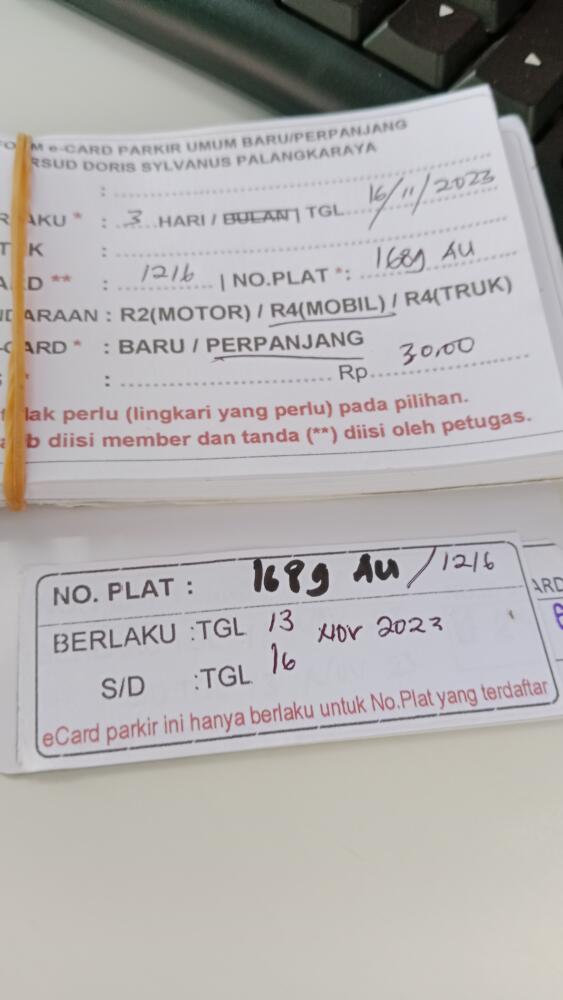 M e-CARD PARKIR UMUM BARU/PERPANJANG
RSUD DORIS SYLVANUS PALANGKARAYA
: ..........
AKU * : 3 HARI / BULAN | TGL 16/11/2023
K : ..........
D ** : 1216 | NO.PLAT *: 1689 AU
ARAAN : R2(MOTOR) / R4(MOBIL) / R4(TRUK)
ARD * : BARU / PERPANJANG
: .......... Rp. 30.00
lak perlu (lingkari yang perlu) pada pilihan.
b diisi member dan tanda (**) diisi oleh petugas.
NO. PLAT : 1689 AU / 1216
BERLAKU :TGL 13 NOV 2023
S/D :TGL 16
eCard parkir ini hanya berlaku untuk No.Plat yang terdaftar
ARD